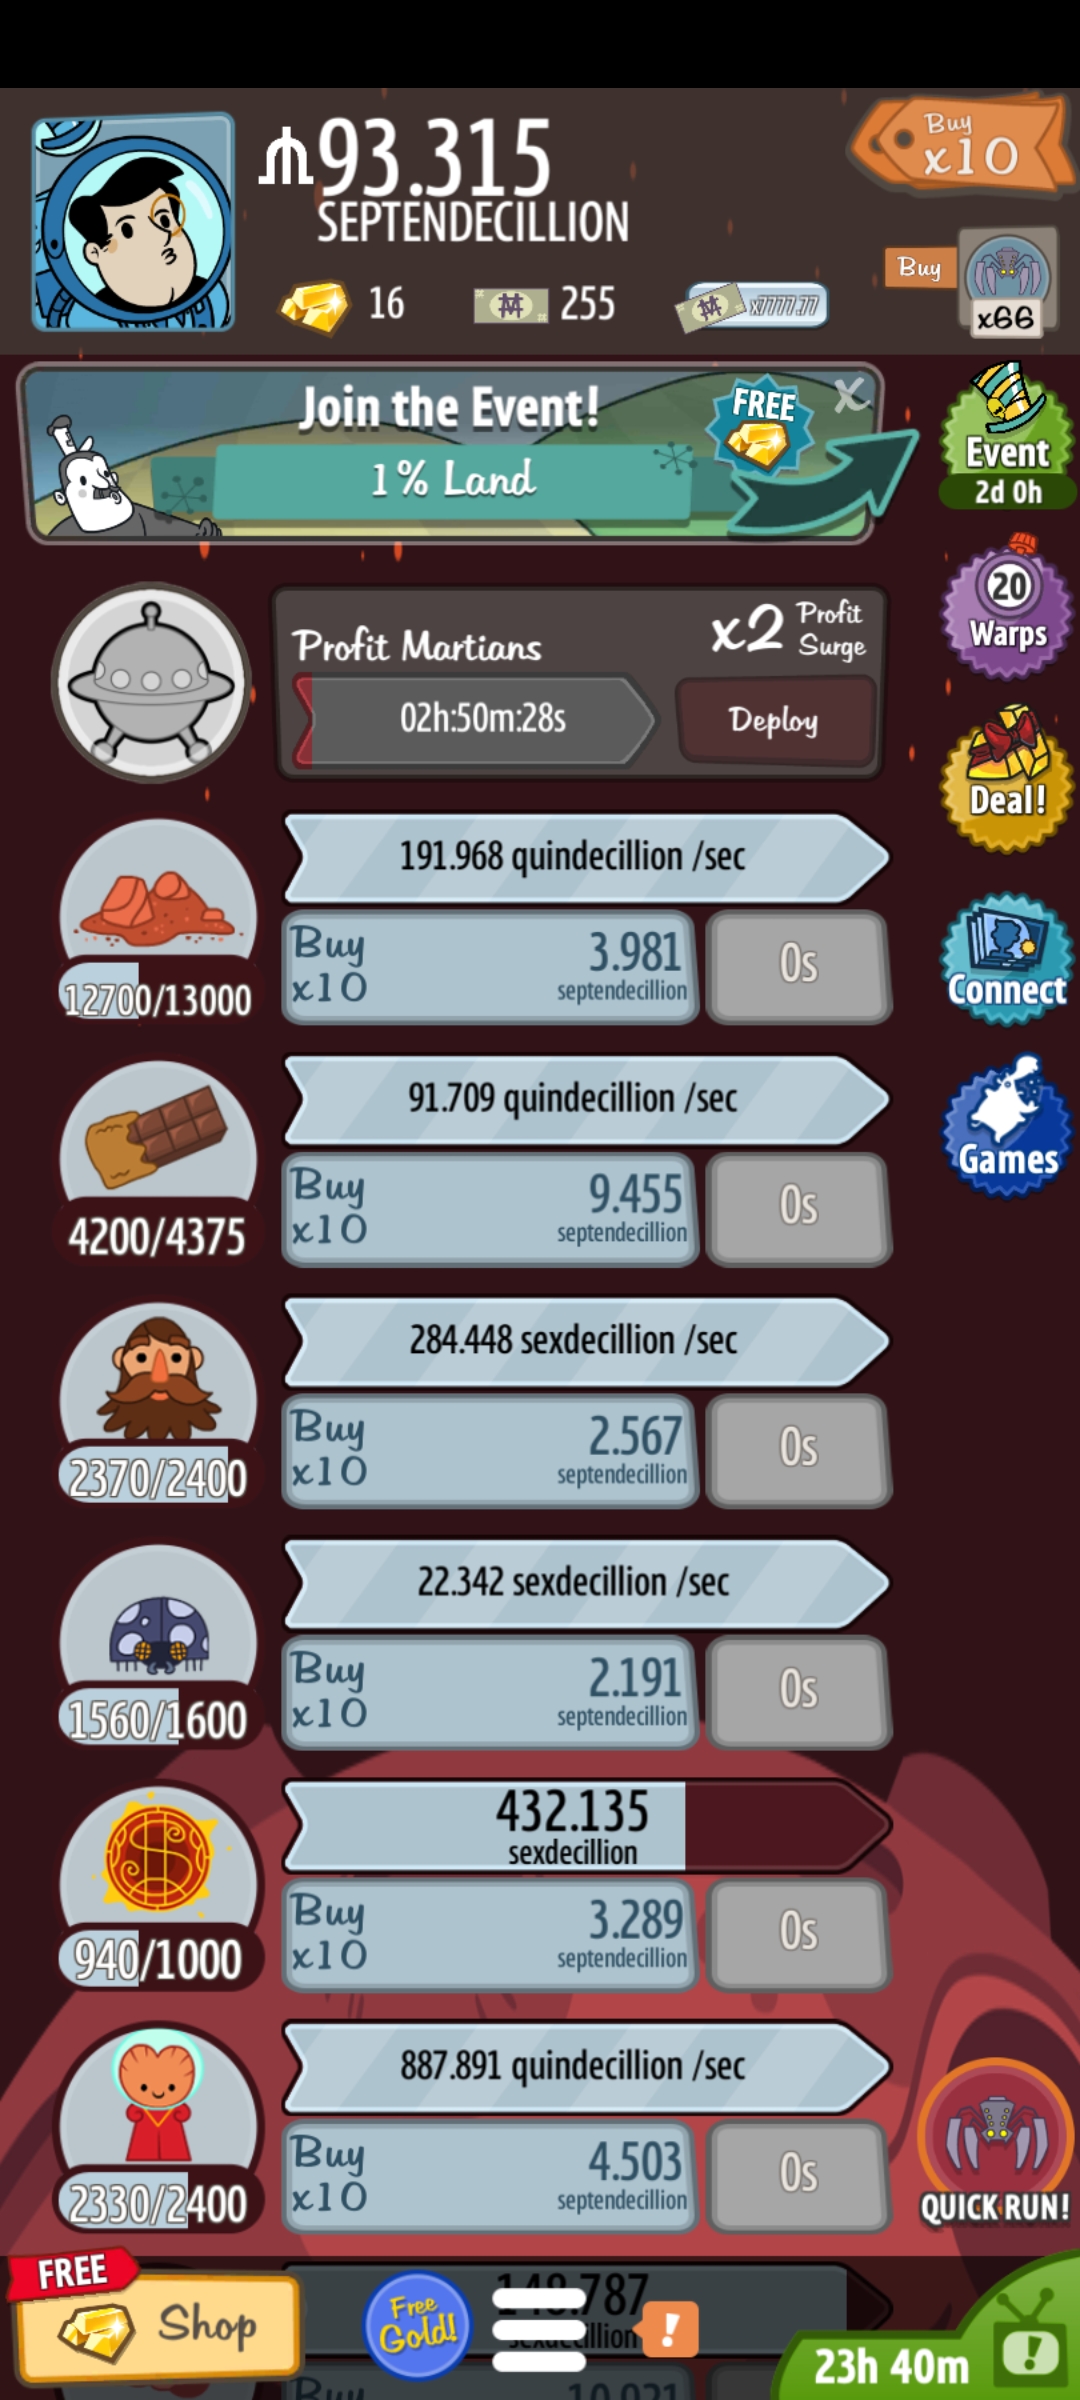 93.315
SEPTENDECILLION
Buy
x10
16
255
x7777.77
Buy
x66
Join the Event!
1% Land
FREE
X
Event
2d 0h
Profit Martians
x2 Profit
Surge
02h:50m:28s
Deploy
20
Warps
Deal!
191.968 quindecillion /sec
Buy
x10
3.981
septendecillion
0s
12700/13000
Connect
91.709 quindecillion /sec
Buy
x10
9.455
septendecillion
0s
4200/4375
Games
284.448 sexdecillion /sec
Buy
x10
2.567
septendecillion
0s
2370/2400
22.342 sexdecillion /sec
Buy
x10
2.191
septendecillion
0s
1560/1600
432.135
sexdecillion
Buy
x10
3.289
septendecillion
0s
940/1000
887.891 quindecillion /sec
Buy
x10
4.503
septendecillion
0s
2330/2400
QUICK RUN!
FREE
Shop
Free
Gold!
!
23h 40m
!
Buy